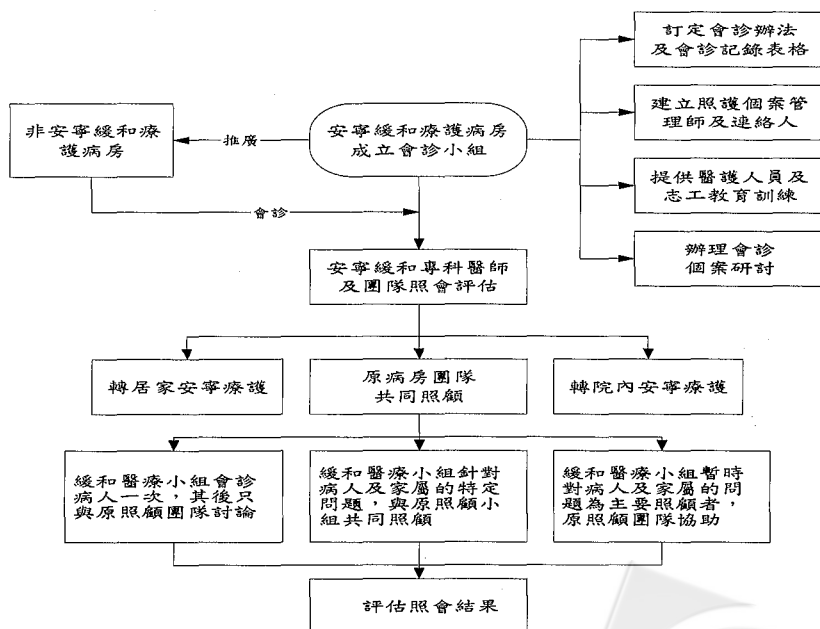 訂定會診辦法
及會診記錄表格
非安寧緩和療
護病房
推廣
安寧緩和療護病房
成立會診小組
建立照護個案管
理師及連絡人
提供醫護人員及
志工教育訓練
會診
辦理會診
個案研討
安寧緩和專科醫師
及團隊照會評估
轉居家安寧療護
原病房團隊
共同照顧
轉院內安寧療護
緩和醫療小組會診
病人一次，其後只
與原照顧團隊討論
緩和醫療小組針對
病人及家屬的特定
問題，與原照顧小
組共同照顧
緩和醫療小組暫時
對病人及家屬的問
題為主要照顧者，
原照顧團隊協助
評估照會結果